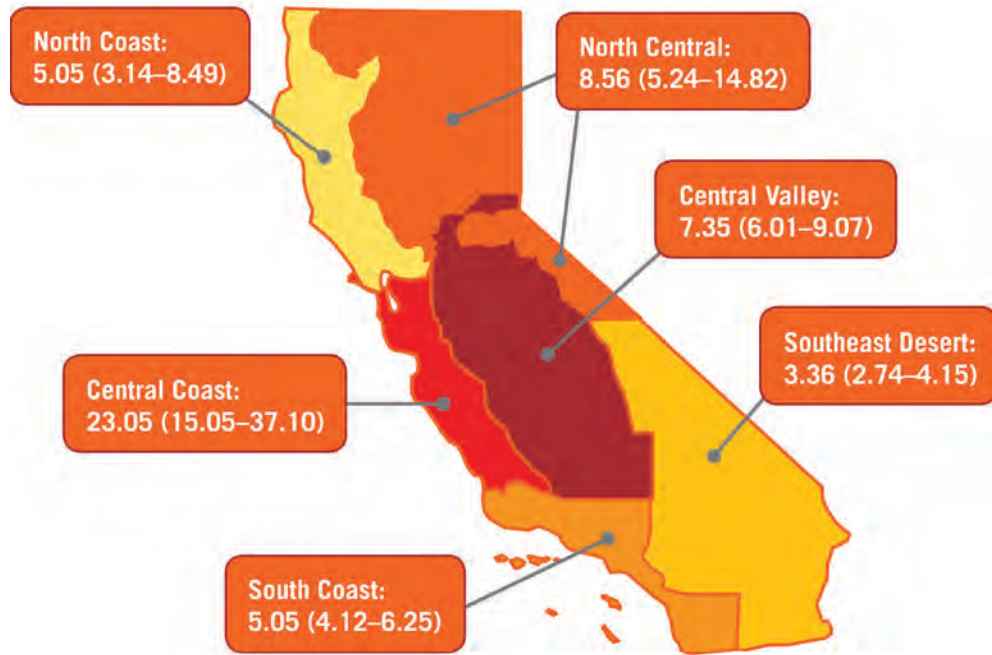 North Coast:
5.05 (3.14–8.49)
North Central:
8.56 (5.24–14.82)
Central Valley:
7.35 (6.01–9.07)
Southeast Desert:
3.36 (2.74–4.15)
Central Coast:
23.05 (15.05–37.10)
South Coast:
5.05 (4.12–6.25)